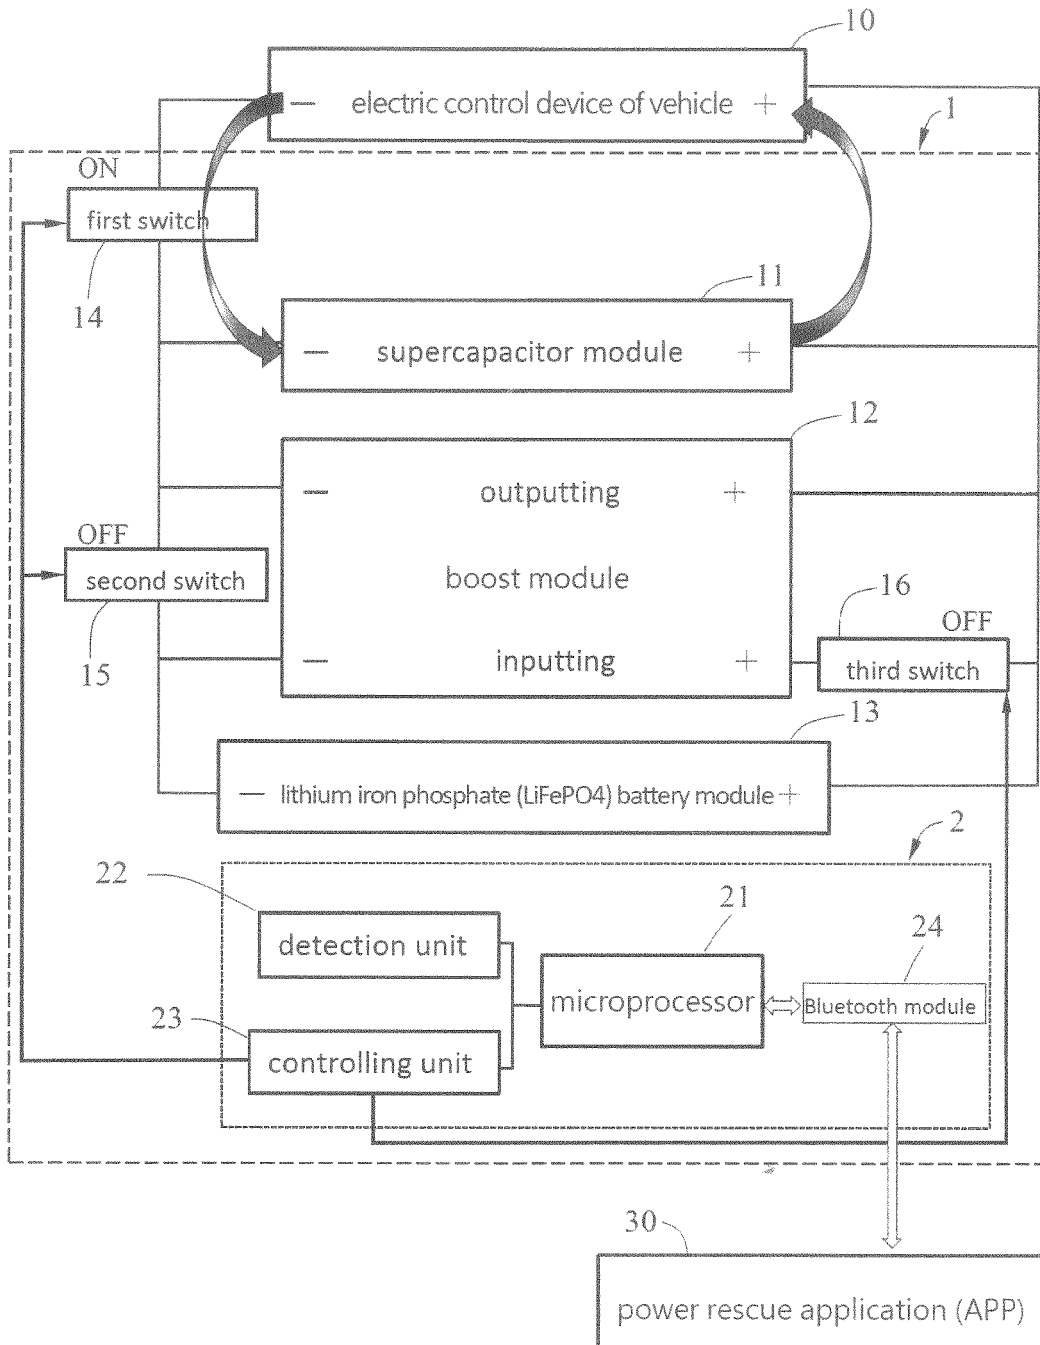 10
− electric control device of vehicle +
1
ON
first switch
14
11
− supercapacitor module +
12
− outputting +
OFF
second switch
15
boost module
16
OFF
− inputting +
third switch
13
− lithium iron phosphate (LiFePO4) battery module +
2
22
detection unit
21
microprocessor
24
Bluetooth module
23
controlling unit
30
power rescue application (APP)